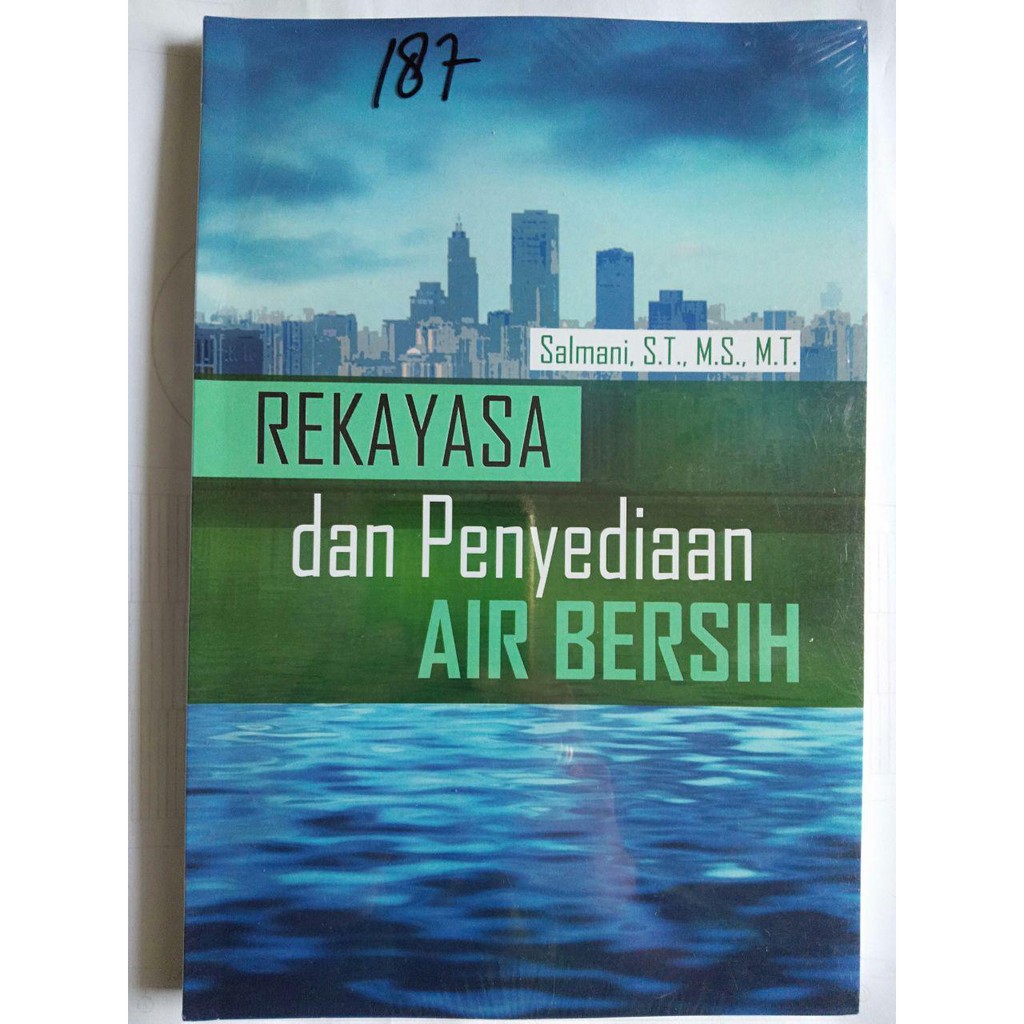 187
Salmani, S.T., M.S., M.T.
REKAYASA
dan Penyediaan
AIR BERSIH